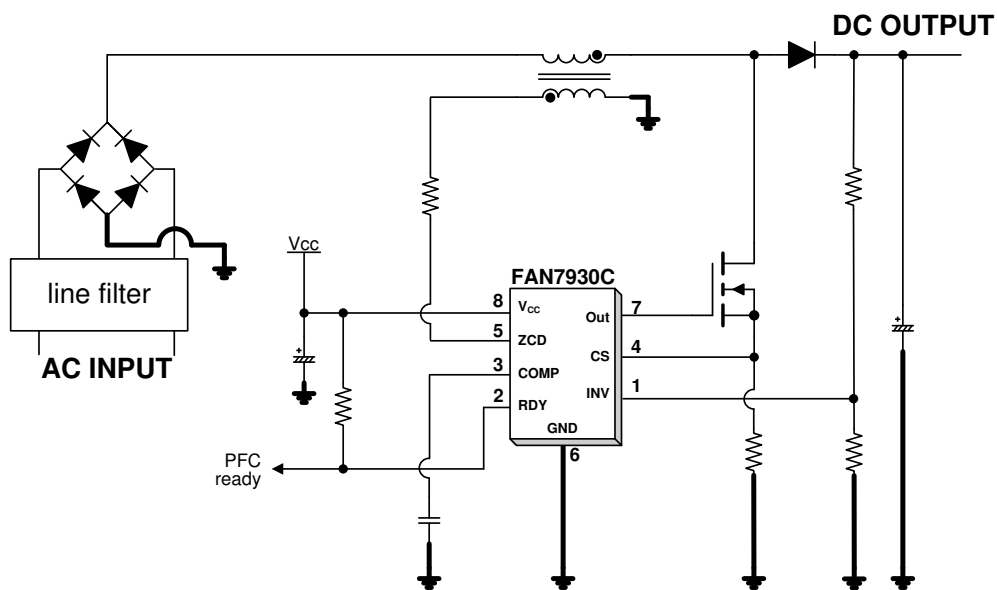 DC OUTPUT
Vcc
FAN7930C
line filter
8
VCC
Out
7
5
ZCD
AC INPUT
3
COMP
CS
4
2
RDY
INV
1
GND
6
PFC
ready
+
+